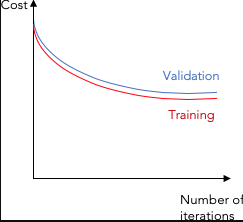 Cost
Validation
Training
Number of
iterations